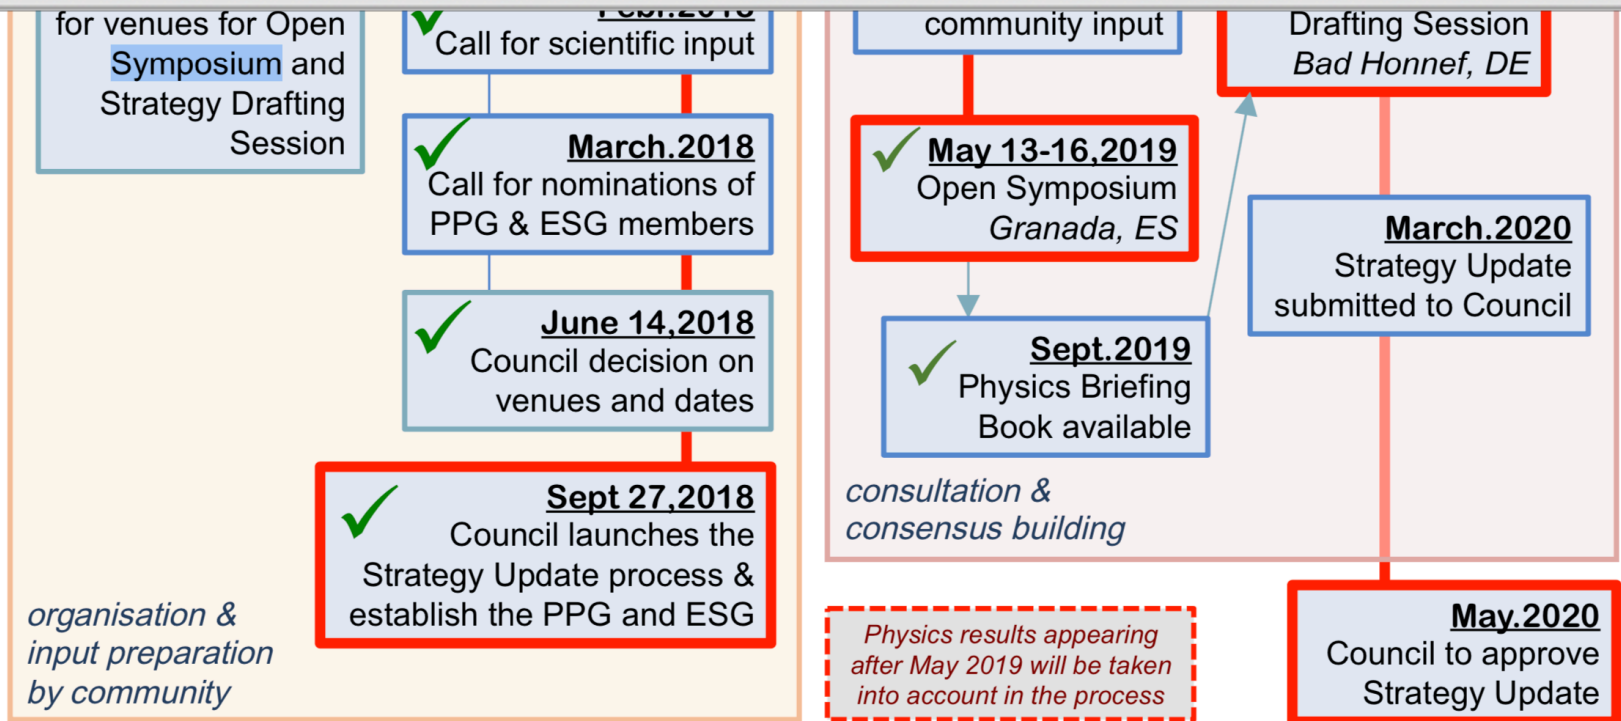 for venues for Open
Symposium and
Strategy Drafting
Session
Febr.2018
Call for scientific input
March.2018
Call for nominations of
PPG & ESG members
June 14,2018
Council decision on
venues and dates
Sept 27,2018
Council launches the
Strategy Update process &
establish the PPG and ESG
organisation &
input preparation
by community
community input
May 13-16,2019
Open Symposium
Granada, ES
Sept.2019
Physics Briefing
Book available
consultation &
consensus building
Drafting Session
Bad Honnef, DE
March.2020
Strategy Update
submitted to Council
Physics results appearing
after May 2019 will be taken
into account in the process
May.2020
Council to approve
Strategy Update